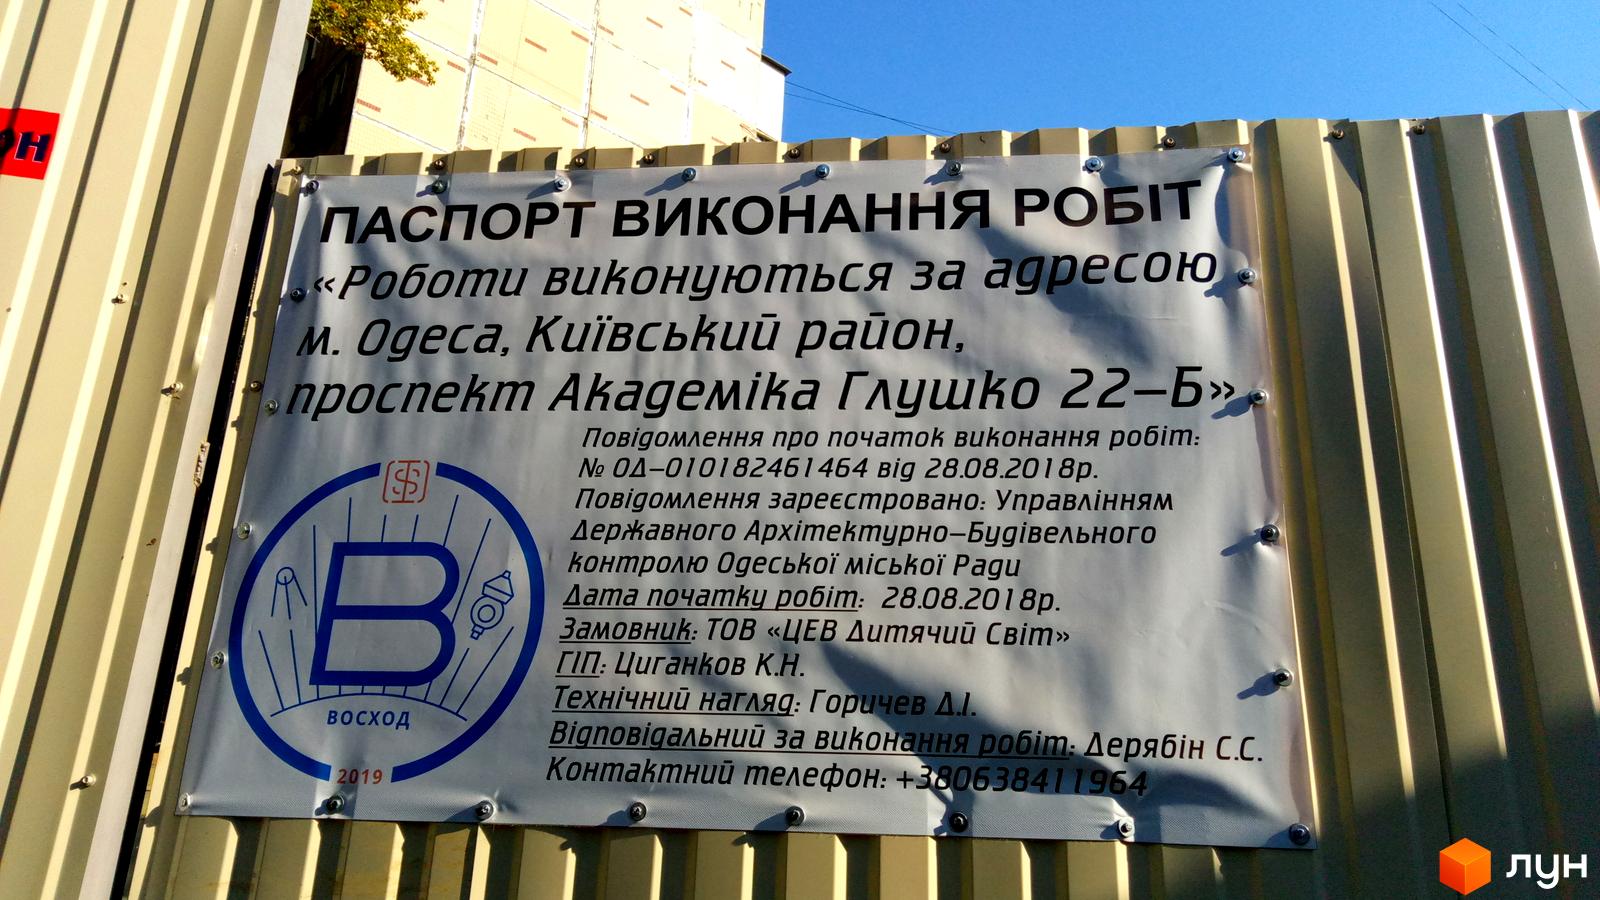 ПАСПОРТ ВИКОНАННЯ РОБІТ
«Роботи виконуються за адресою
м. Одеса, Київський район,
проспект Академіка Глушко 22–Б»
Повідомлення про початок виконання робіт:
№ ОД–010182461464 від 28.08.2018р.
Повідомлення зареєстровано: Управлінням
Державного Архітектурно–Будівельного
контролю Одеської міської Ради
Дата початку робіт: 28.08.2018р.
Замовник: ТОВ «ЦЕВ Дитячий Світ»
ГІП: Циганков К.Н.
Технічний нагляд: Горичев Д.І.
Відповідальний за виконання робіт: Дерябін С.С.
Контактний телефон: +380638411964
В
ВОСХОД
2019
лун